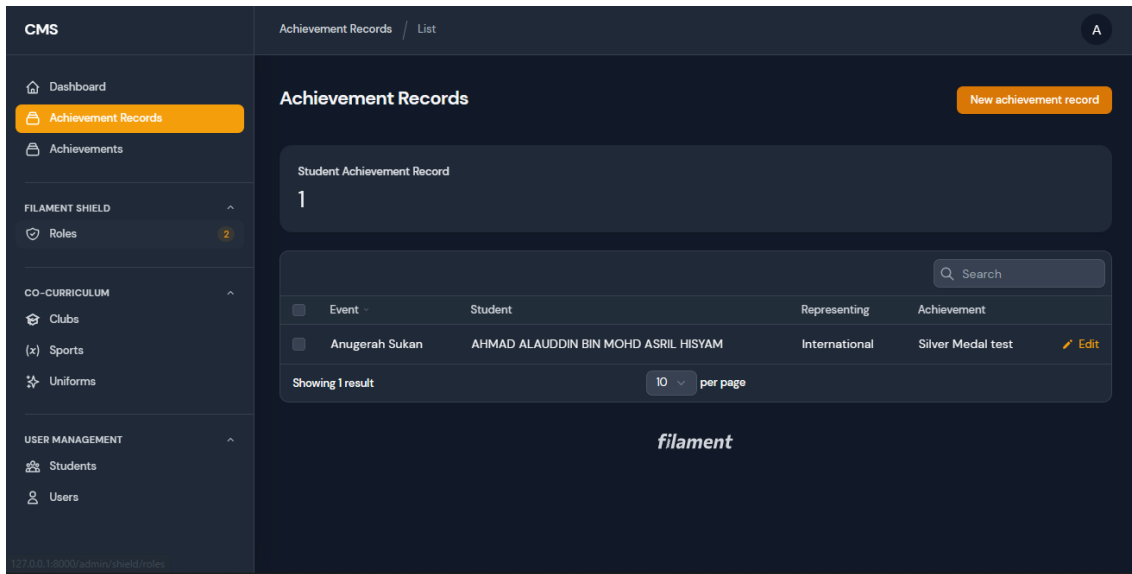 CMS
Achievement Records / List
A
Dashboard
Achievement Records
Achievements
FILAMENT SHIELD
Roles 2
CO-CURRICULUM
Clubs
(x) Sports
Uniforms
USER MANAGEMENT
Students
Users
127.0.0.1:8000/admin/shield/roles
Achievement Records
New achievement record
Student Achievement Record
1
Search
Event Student Representing Achievement
Anugerah Sukan AHMAD ALAUDDIN BIN MOHD ASRIL HISYAM International Silver Medal test Edit
Showing 1 result 10 per page
filament